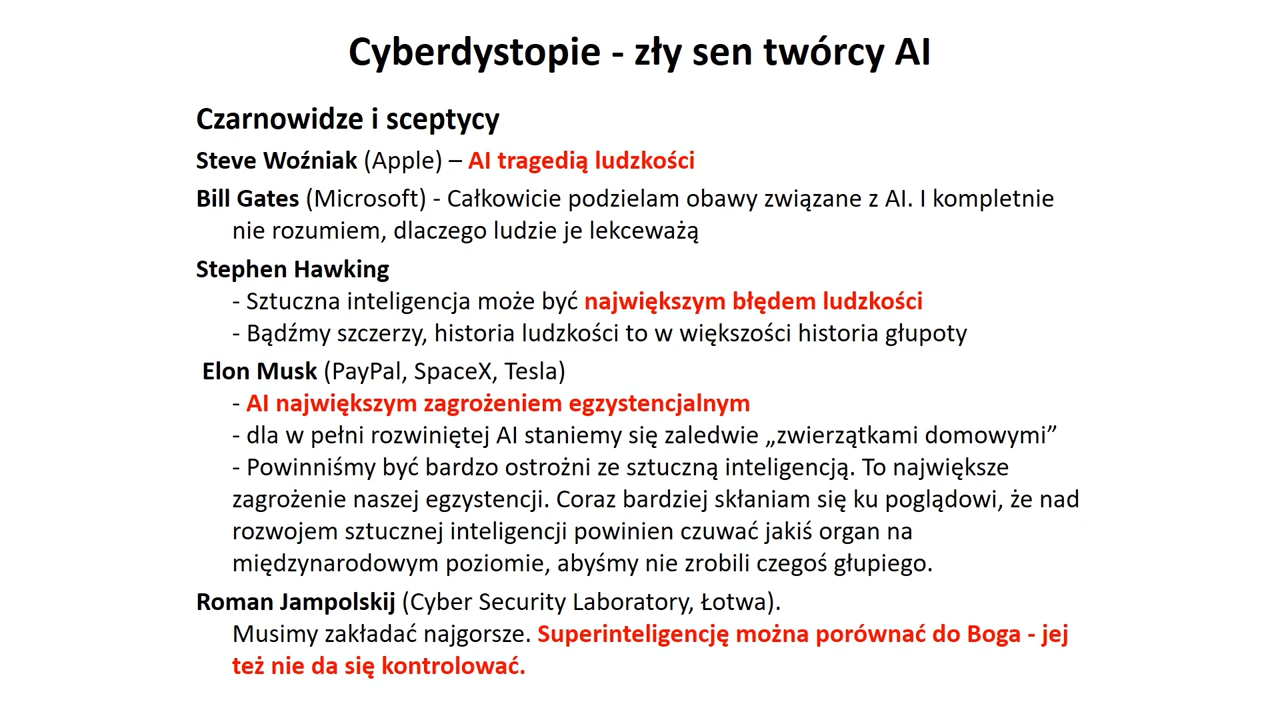 Cyberdystopie - zły sen twórcy AI
Czarnowidze i sceptycy
Steve Woźniak (Apple) – AI tragedią ludzkości
Bill Gates (Microsoft) - Całkowicie podzielam obawy związane z AI. I kompletnie
nie rozumiem, dlaczego ludzie je lekceważą
Stephen Hawking
- Sztuczna inteligencja może być największym błędem ludzkości
- Bądźmy szczerzy, historia ludzkości to w większości historia głupoty
Elon Musk (PayPal, SpaceX, Tesla)
- AI największym zagrożeniem egzystencjalnym
- dla w pełni rozwiniętej AI staniemy się zaledwie „zwierzątkami domowymi”
- Powinniśmy być bardzo ostrożni ze sztuczną inteligencją. To największe
zagrożenie naszej egzystencji. Coraz bardziej skłaniam się ku poglądowi, że nad
rozwojem sztucznej inteligencji powinien czuwać jakiś organ na
międzynarodowym poziomie, abyśmy nie zrobili czegoś głupiego.
Roman Jampolskij (Cyber Security Laboratory, Łotwa).
Musimy zakładać najgorsze. Superinteligencję można porównać do Boga - jej
też nie da się kontrolować.